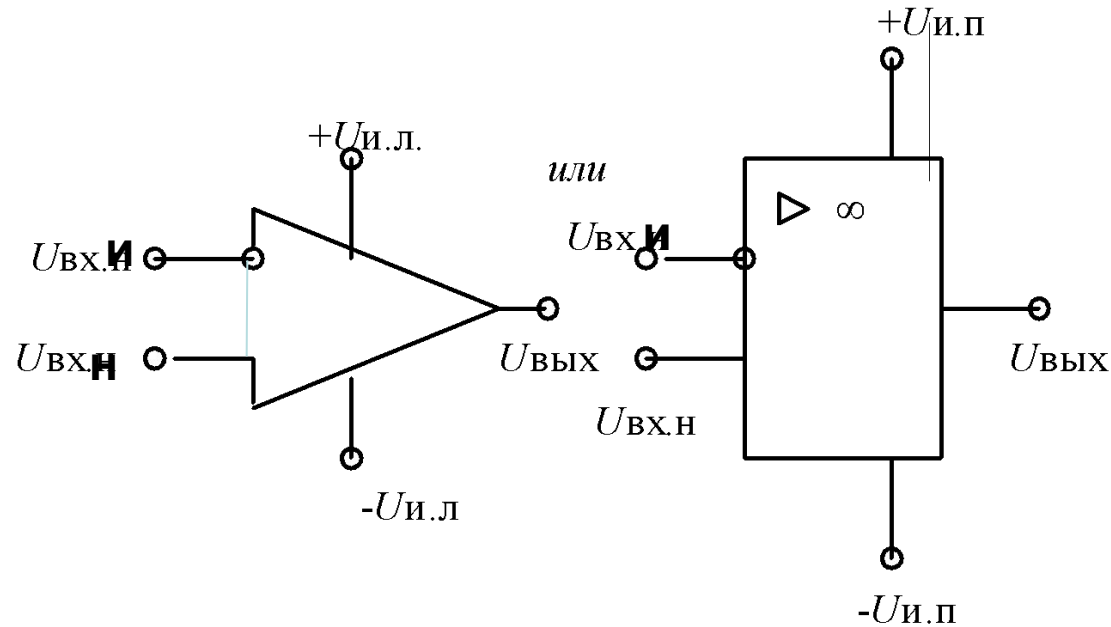 +Uи.п
+Uи.л.
или
▷ ∞
Uвх.и
Uвх.н
Uвых
Uвх.и
Uвх.н
Uвых
-Uи.л
-Uи.п